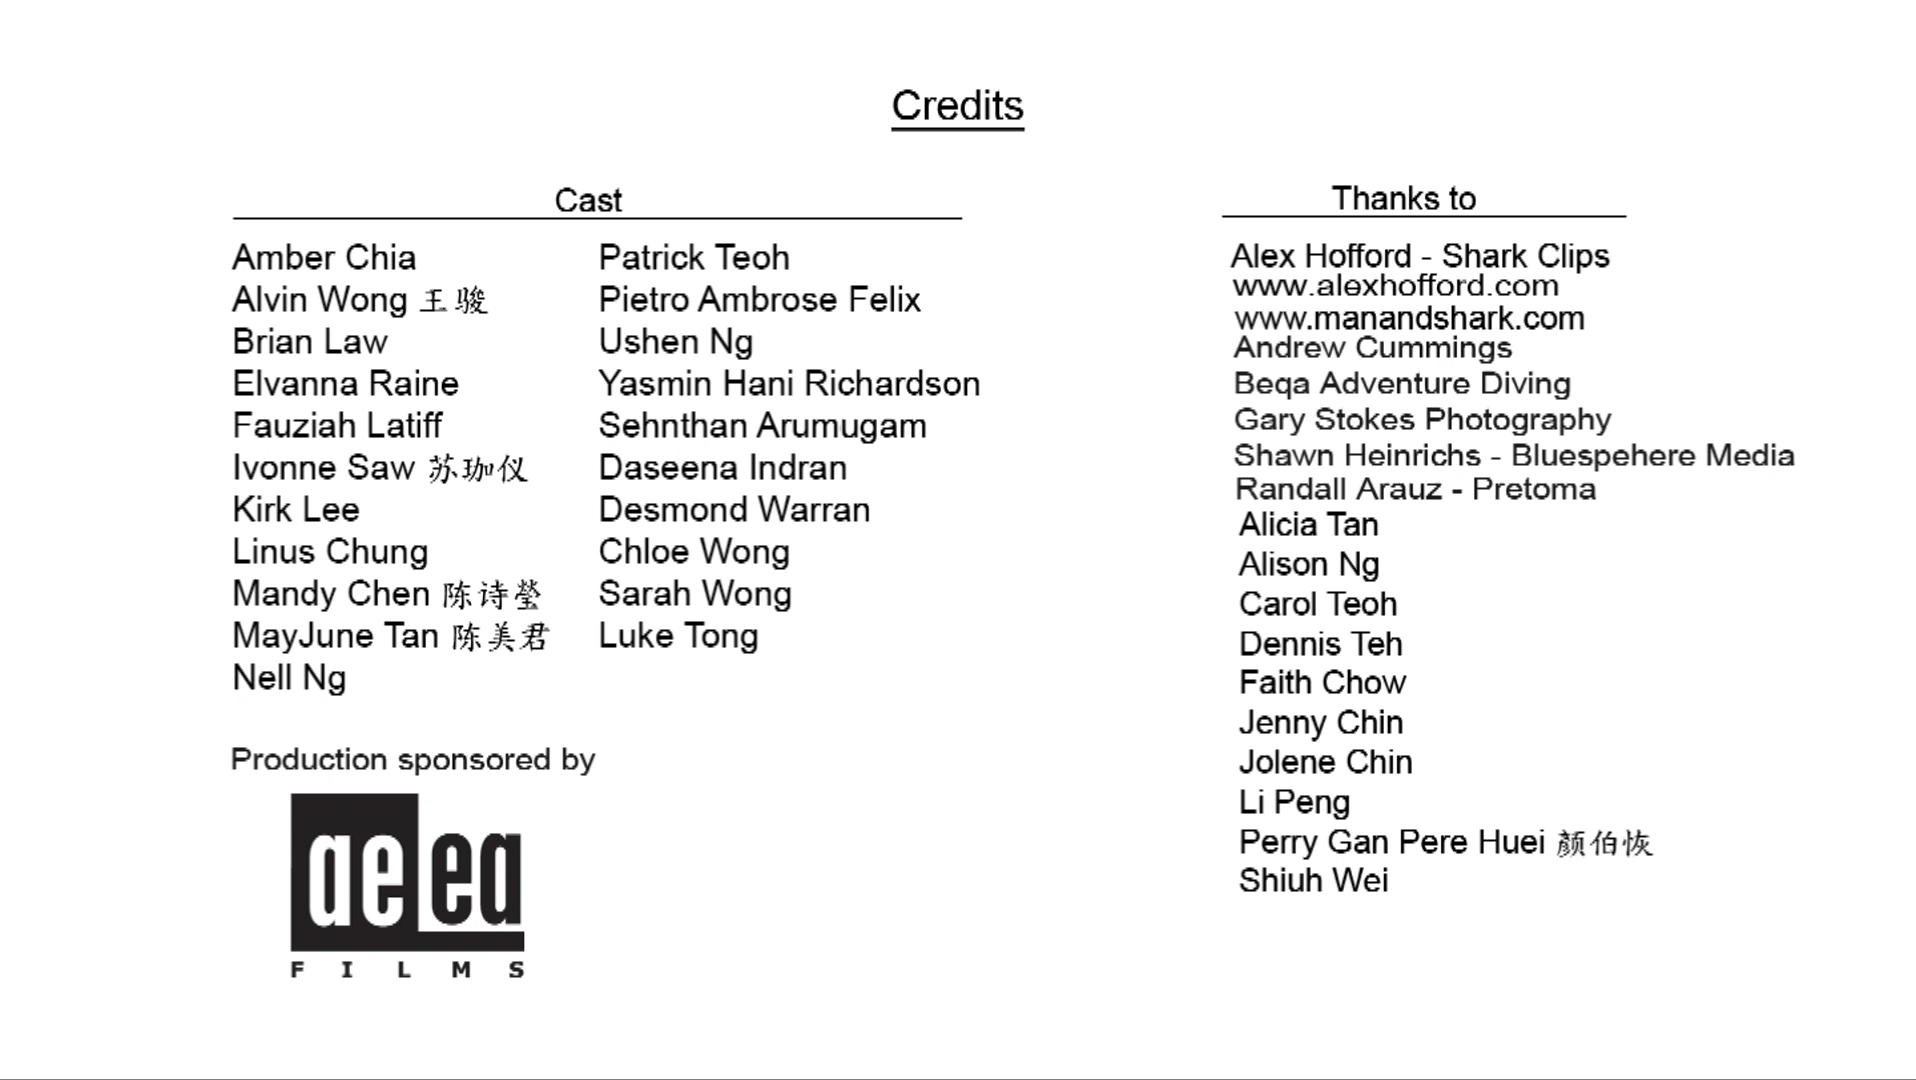 Credits
Cast
Amber Chia
Alvin Wong 王骏
Brian Law
Elvanna Raine
Fauziah Latiff
Ivonne Saw 苏珈仪
Kirk Lee
Linus Chung
Mandy Chen 陈诗瑩
MayJune Tan 陈美君
Nell Ng
Patrick Teoh
Pietro Ambrose Felix
Ushen Ng
Yasmin Hani Richardson
Sehnthan Arumugam
Daseena Indran
Desmond Warran
Chloe Wong
Sarah Wong
Luke Tong
Production sponsored by
aeea
FILMS
Thanks to
Alex Hofford - Shark Clips
www.alexhofford.com
www.manandshark.com
Andrew Cummings
Beqa Adventure Diving
Gary Stokes Photography
Shawn Heinrichs - Bluespehere Media
Randall Arauz - Pretoma
Alicia Tan
Alison Ng
Carol Teoh
Dennis Teh
Faith Chow
Jenny Chin
Jolene Chin
Li Peng
Perry Gan Pere Huei 颜伯恢
Shiuh Wei